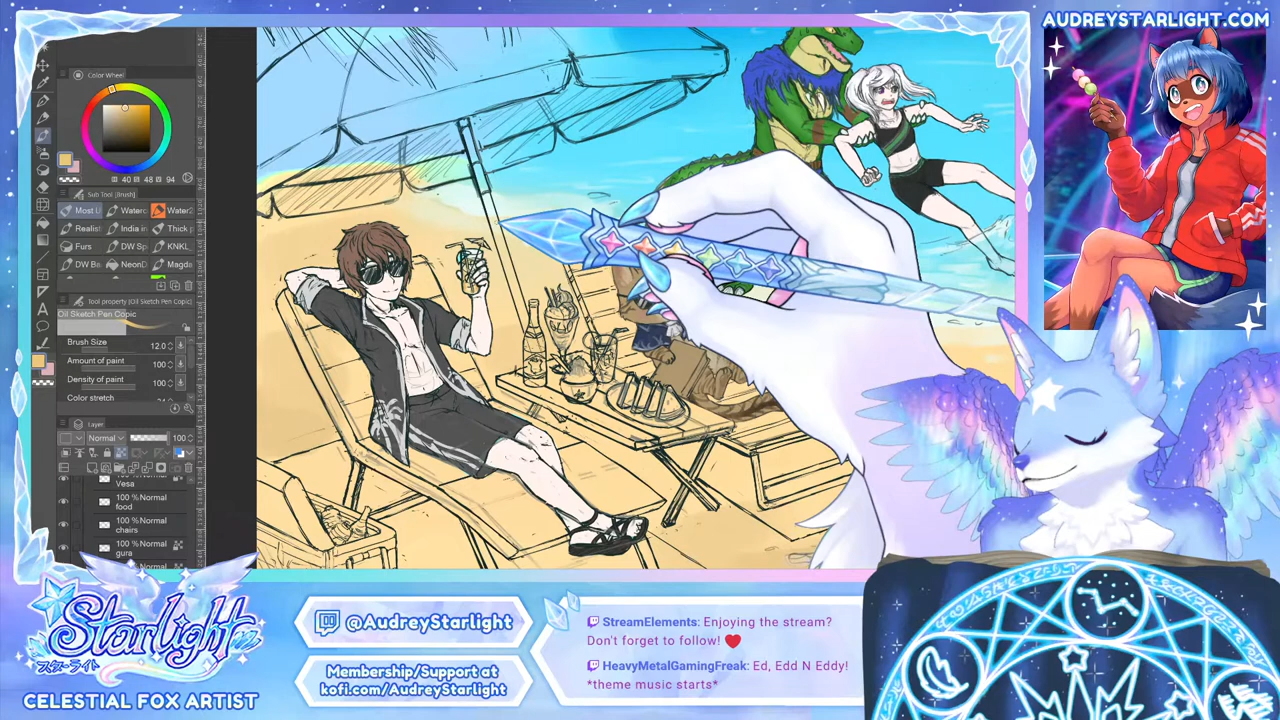 AUDREYSTARLIGHT.COM
Color Wheel
40 48 94
Sub Tool [Brush]
Most U
Waterc
Water
Realist
India in
Thick p
Furs
DW Sp
KNKL_
DW Ba
NeonD
Magda
Tool property [Oil Sketch Pen Copic]
Oil Sketch Pen Copic
Brush Size 12.0
Amount of paint 100
Density of paint 100
Color stretch
Layer
Normal 100
Vesa
100 %Normal
food
100 %Normal
chairs
100 %Normal
gura
Starlight
スターライト
CELESTIAL FOX ARTIST
@AudreyStarlight
Membership/Support at
kofi.com/AudreyStarlight
StreamElements: Enjoying the stream?
Don't forget to follow!
HeavyMetalGamingFreak: Ed, Edd N Eddy!
*theme music starts*